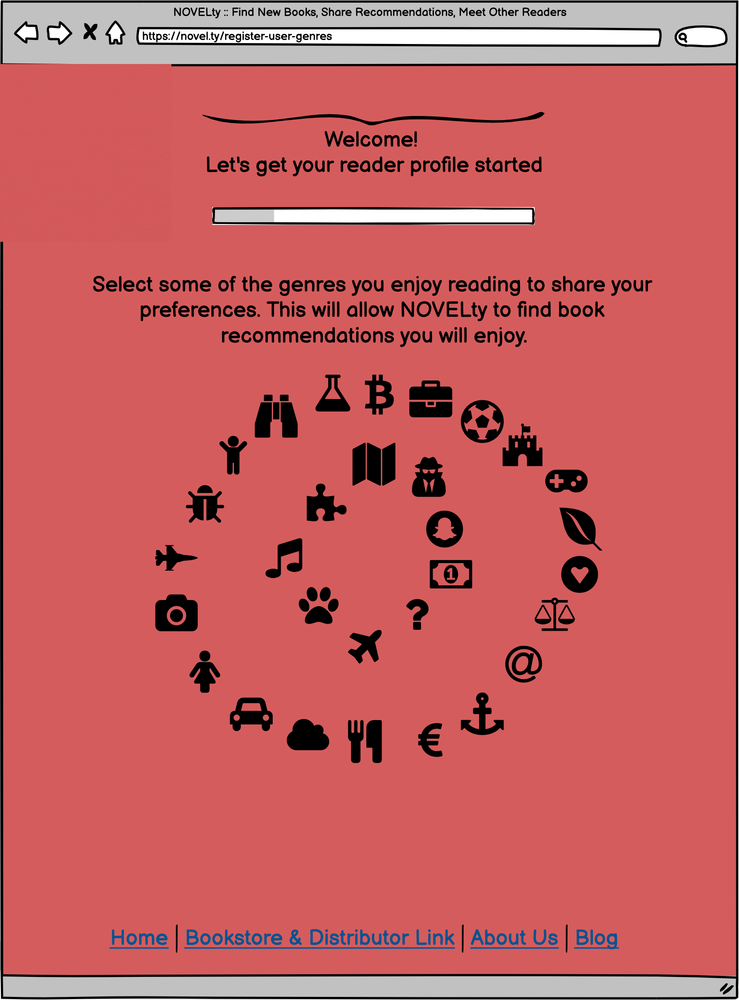 NOVELty :: Find New Books, Share Recommendations, Meet Other Readers
https://novel.ty/register-user-genres
Welcome!
Let's get your reader profile started
Select some of the genres you enjoy reading to share your
preferences. This will allow NOVELty to find book
recommendations you will enjoy.
Home | Bookstore & Distributor Link | About Us | Blog